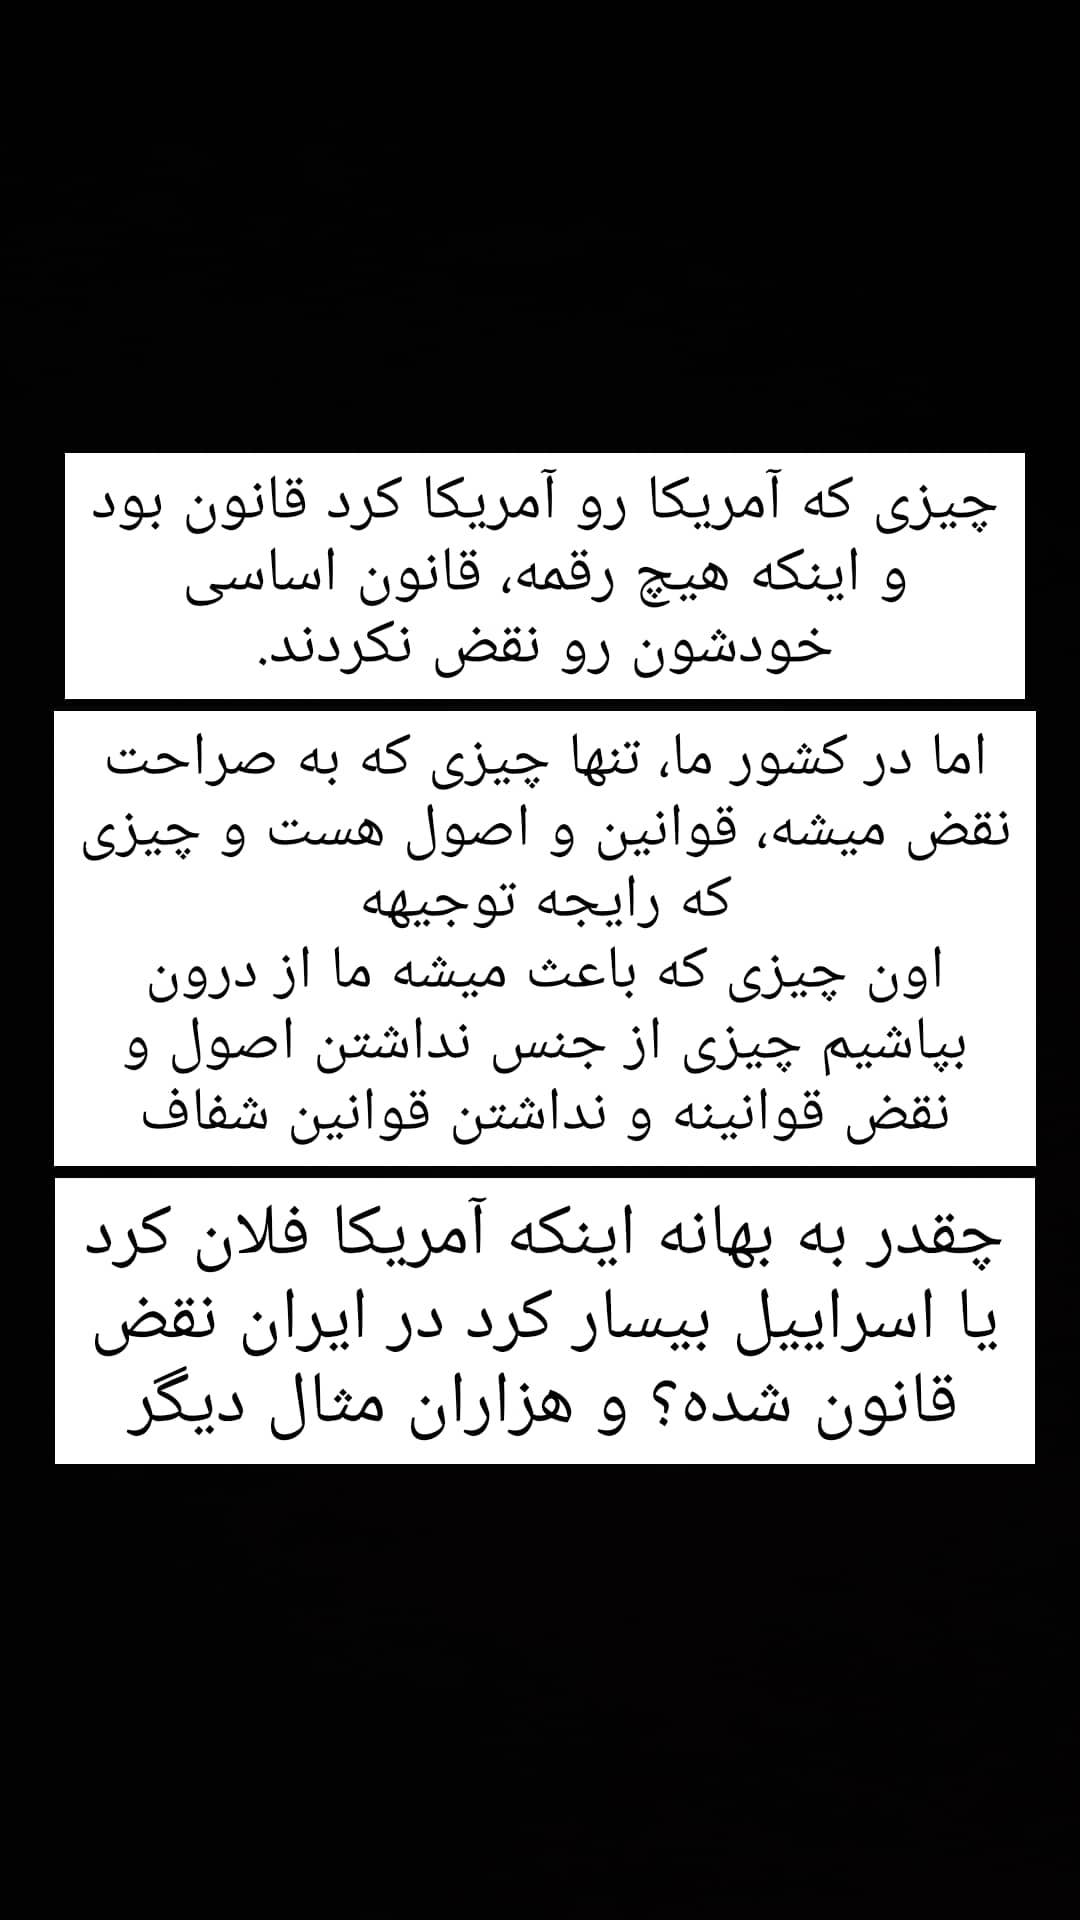 چیزی که آمریکا رو آمریکا کرد قانون بود
و اینکه هیچ رقمه، قانون اساسی
خودشون رو نقض نکردند.
اما در کشور ما، تنها چیزی که به صراحت
نقض میشه، قوانین و اصول هست و چیزی
که رایجه توجیهه
اون چیزی که باعث میشه ما از درون
بپاشیم چیزی از جنس نداشتن اصول و
نقض قوانینه و نداشتن قوانین شفاف
چقدر به بهانه اینکه آمریکا فلان کرد
یا اسراییل بیسار کرد در ایران نقض
قانون شده؟ و هزاران مثال دیگر